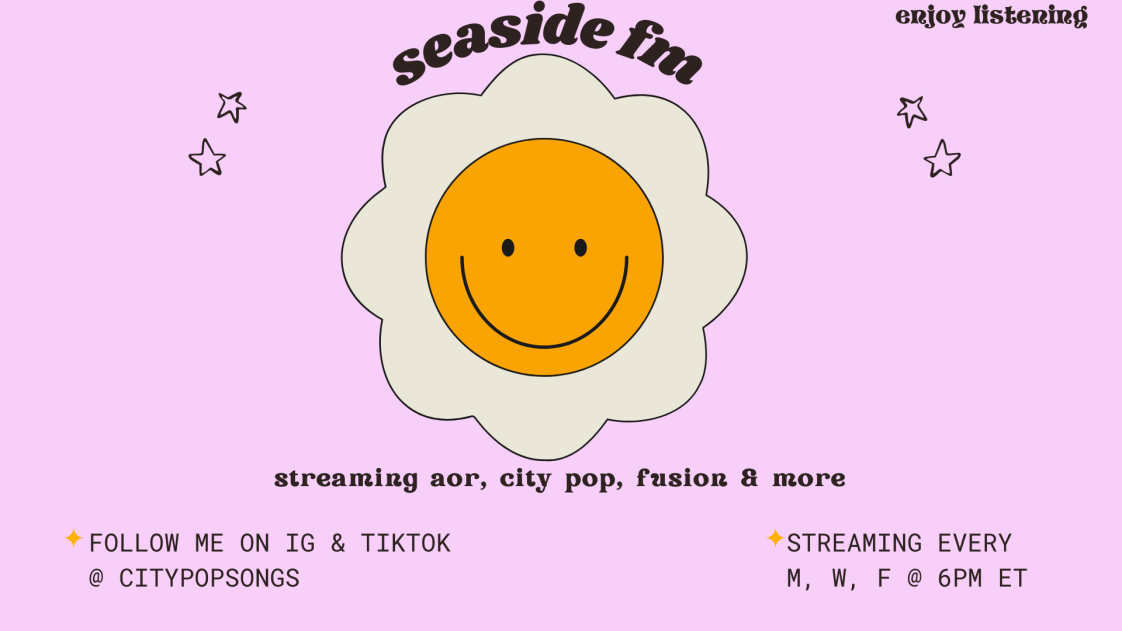 enjoy listening
seaside fm
streaming aor, city pop, fusion & more
FOLLOW ME ON IG & TIKTOK
@ CITYPOPSONGS
STREAMING EVERY
M, W, F @ 6PM ET